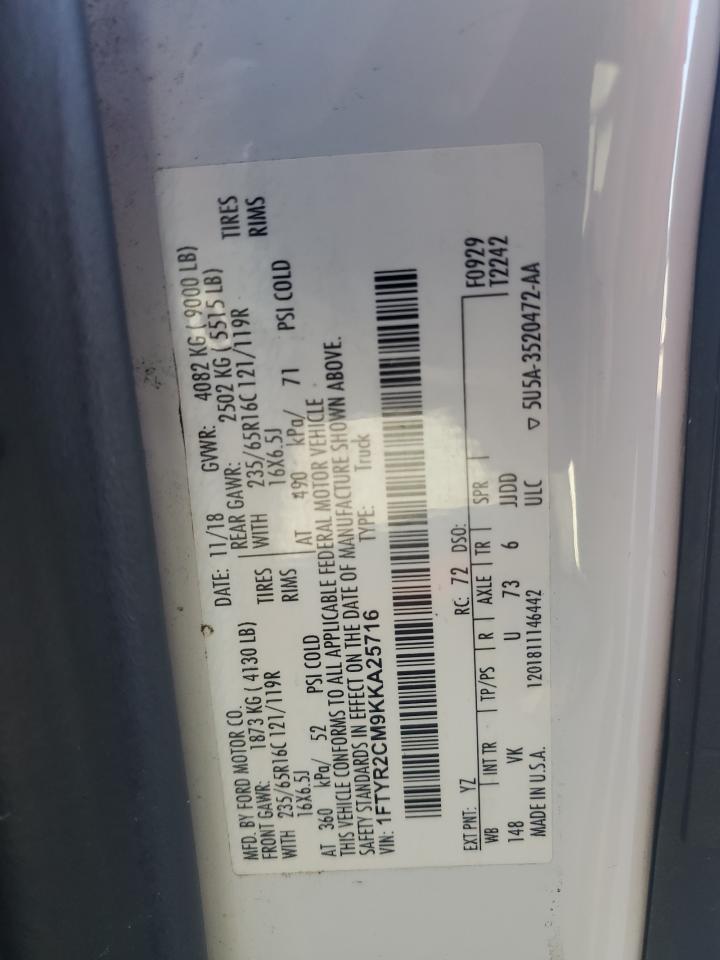 MFD. BY FORD MOTOR CO.
DATE: 11/18 GVWR: 4082 KG ( 9000 LB)
FRONT GAWR: 1873 KG ( 4130 LB)
REAR GAWR: 2502 KG ( 5515 LB)
WITH 235/65R16C 121/119R TIRES
WITH 235/65R16C 121/119R TIRES
16X6.5J RIMS
16X6.5J RIMS
AT 360 kPa/ 52 PSI COLD
AT 490 kPa/ 71 PSI COLD
THIS VEHICLE CONFORMS TO ALL APPLICABLE FEDERAL MOTOR VEHICLE
SAFETY STANDARDS IN EFFECT ON THE DATE OF MANUFACTURE SHOWN ABOVE.
VIN: 1FTYR2CM9KKA25716 TYPE: Truck
EXT PNT: YZ RC: 72 DSO: F0929
WB INT TR TP/PS R AXLE TR SPR T2242
148 VK U 73 6 JJDD
MADE IN U.S.A. 1201811146442 ULC ▽ 5U5A-3520472-AA